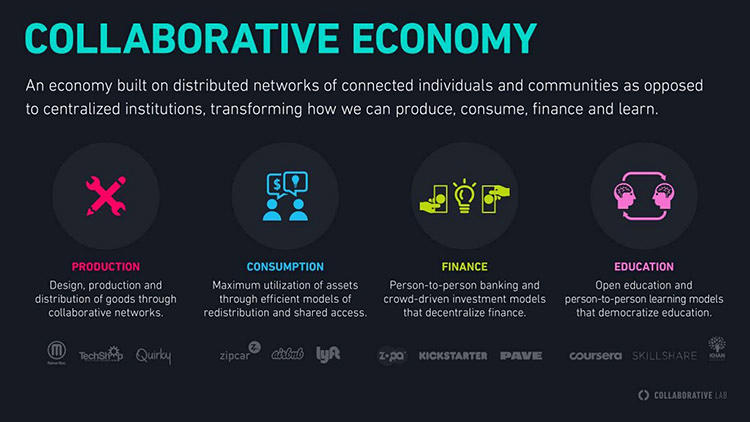 COLLABORATIVE ECONOMY
An economy built on distributed networks of connected individuals and communities as opposed
to centralized institutions, transforming how we can produce, consume, finance and learn.
$
PRODUCTION
Design, production and
distribution of goods through
collaborative networks.
CONSUMPTION
Maximum utilization of assets
through efficient models of
redistribution and shared access.
FINANCE
Person-to-person banking and
crowd-driven investment models
that decentralize finance.
EDUCATION
Open education and
person-to-person learning models
that democratize education.
TechShop
Quirky
zipcar
airbnb
lyft
ZOPA
KICKSTARTER
PAVE
coursera
SKILLSHARE
KHAN
COLLABORATIVE LAB